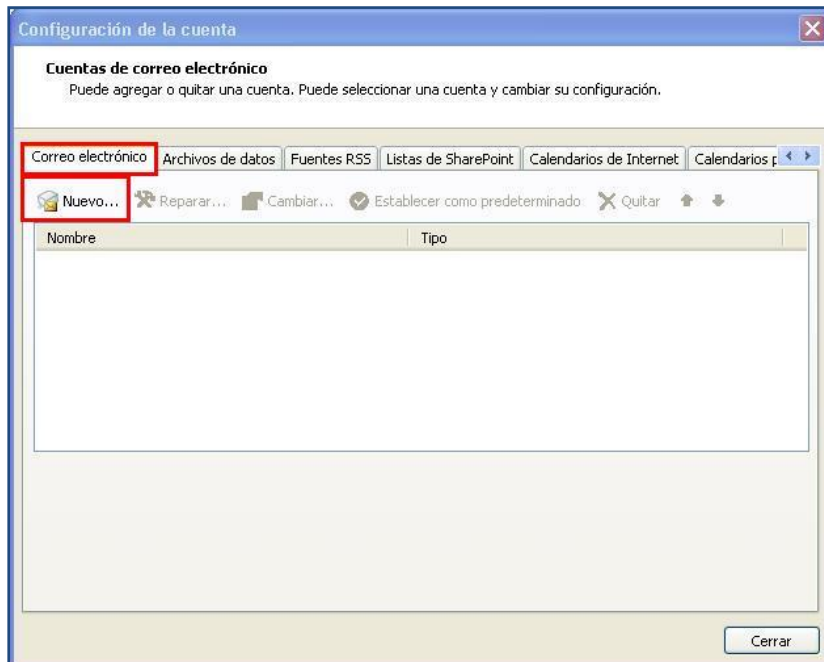 Configuración de la cuenta
Cuentas de correo electrónico
Puede agregar o quitar una cuenta. Puede seleccionar una cuenta y cambiar su configuración.
Correo electrónico Archivos de datos Fuentes RSS Listas de SharePoint Calendarios de Internet Calendarios p
Nuevo... Reparar... Cambiar... Establecer como predeterminado Quitar
Nombre Tipo
Cerrar